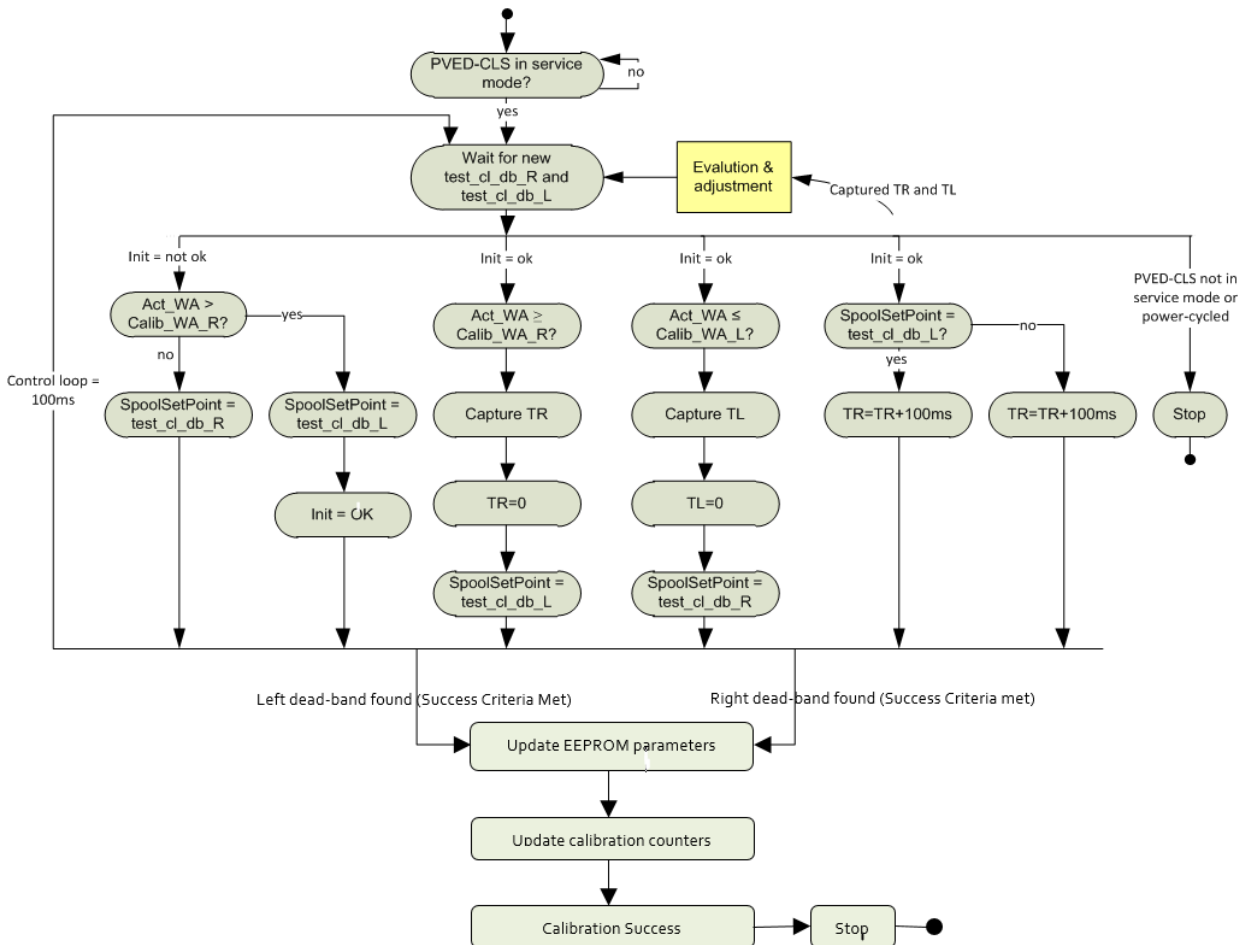 PVED-CLS in service
mode?
no
yes
Wait for new
test_cl_db_R and
test_cl_db_L
Evalution &
adjustment
Captured TR and TL
Init = not ok
Init = ok
Init = ok
Init = ok
PVED-CLS not in
service mode or
power-cycled
Act_WA >
Calib_WA_R?
yes
no
Act_WA ≥
Calib_WA_R?
Act_WA ≤
Calib_WA_L?
SpoolSetPoint =
test_cl_db_L?
no
yes
Control loop =
100ms
SpoolSetPoint =
test_cl_db_R
SpoolSetPoint =
test_cl_db_L
Capture TR
Capture TL
TR=TR+100ms
TR=TR+100ms
Stop
Init = OK
TR=0
TL=0
SpoolSetPoint =
test_cl_db_L
SpoolSetPoint =
test_cl_db_R
Left dead-band found (Success Criteria Met)
Right dead-band found (Success Criteria met)
Update EEPROM parameters
Update calibration counters
Calibration Success
Stop